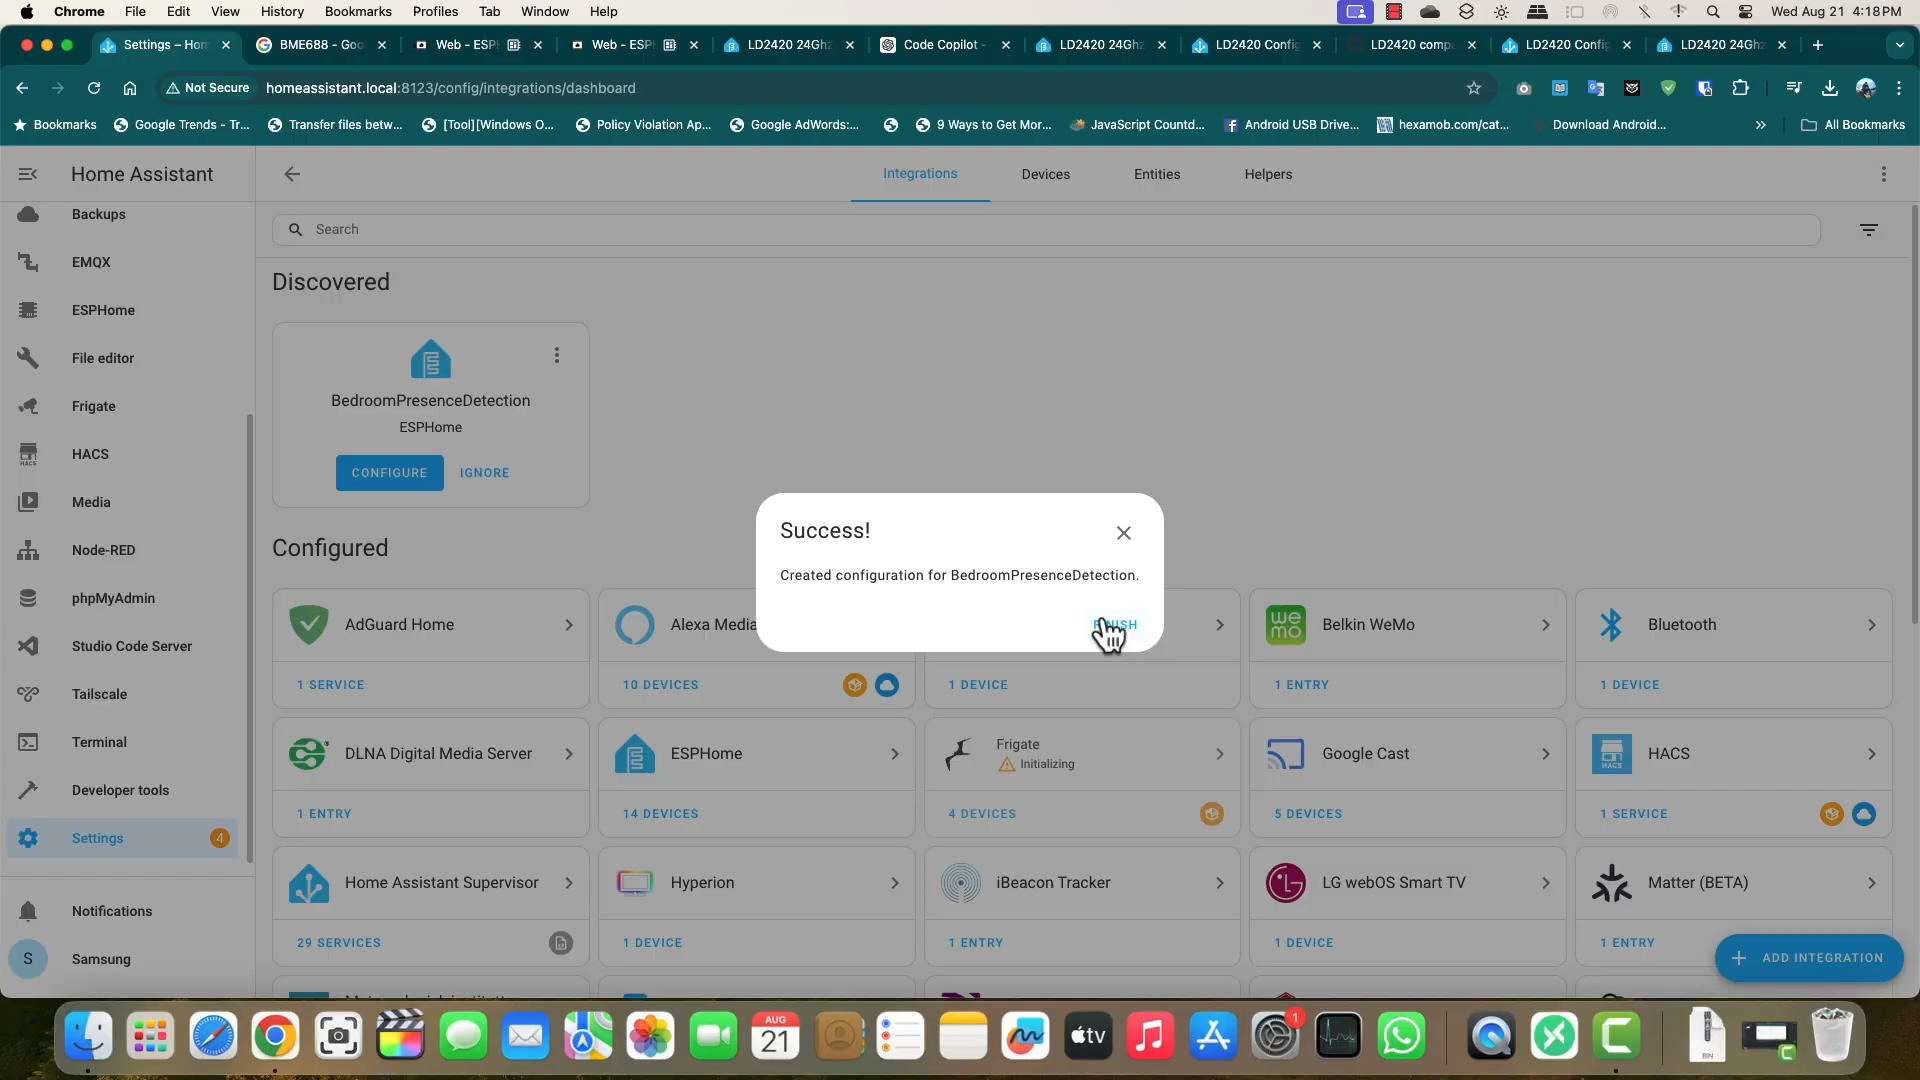 Chrome File Edit View History Bookmarks Profiles Tab Window Help Wed Aug 21 4:18 PM
Settings – Hom BME688 - Goo Web - ESP Web - ESP LD2420 24Ghz Code Copilot - LD2420 24Ghz LD2420 Config LD2420 comp LD2420 Config LD2420 24Ghz
Not Secure homeassistant.local:8123/config/integrations/dashboard
Bookmarks Google Trends - Tr... Transfer files betw... [Tool][Windows O... Policy Violation Ap... Google AdWords:... 9 Ways to Get Mor... JavaScript Countd... Android USB Drive... hexamob.com/cat... Download Android... » All Bookmarks
Home Assistant
Integrations Devices Entities Helpers
Backups
EMQX
ESPHome
File editor
Frigate
HACS
HACS
Media
Node-RED
phpMyAdmin
Studio Code Server
Tailscale
Terminal
Developer tools
Settings 4
Notifications
S Samsung
Search
Discovered
BedroomPresenceDetection
ESPHome
CONFIGURE IGNORE
Success!
Created configuration for BedroomPresenceDetection.
Configured
AdGuard Home
1 SERVICE
Alexa Media
10 DEVICES
1 DEVICE
wemo
Belkin WeMo
1 ENTRY
Bluetooth
1 DEVICE
DLNA Digital Media Server
1 ENTRY
ESPHome
14 DEVICES
Frigate
Initializing
4 DEVICES
Google Cast
5 DEVICES
HACS
HACS
1 SERVICE
Home Assistant Supervisor
29 SERVICES
Hyperion
1 DEVICE
iBeacon Tracker
1 ENTRY
LG webOS Smart TV
1 DEVICE
Matter (BETA)
1 ENTRY
ADD INTEGRATION
AUG
21
tv
1
BIN